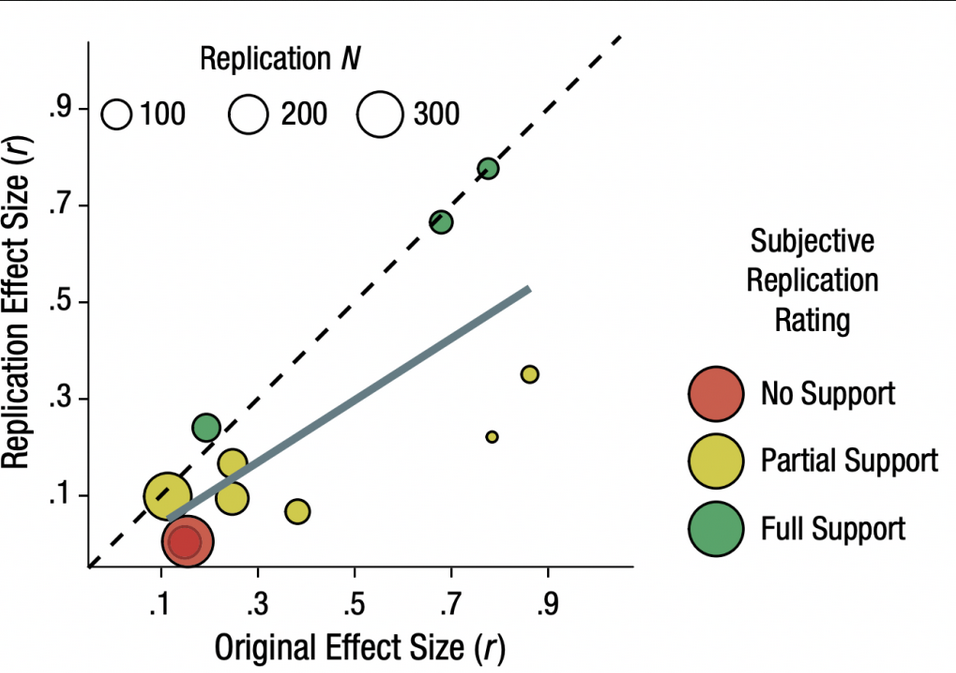 Replication N
100 200 300
Replication Effect Size (r)
.9
.7
.5
.3
.1
.1 .3 .5 .7 .9
Original Effect Size (r)
Subjective
Replication
Rating
No Support
Partial Support
Full Support